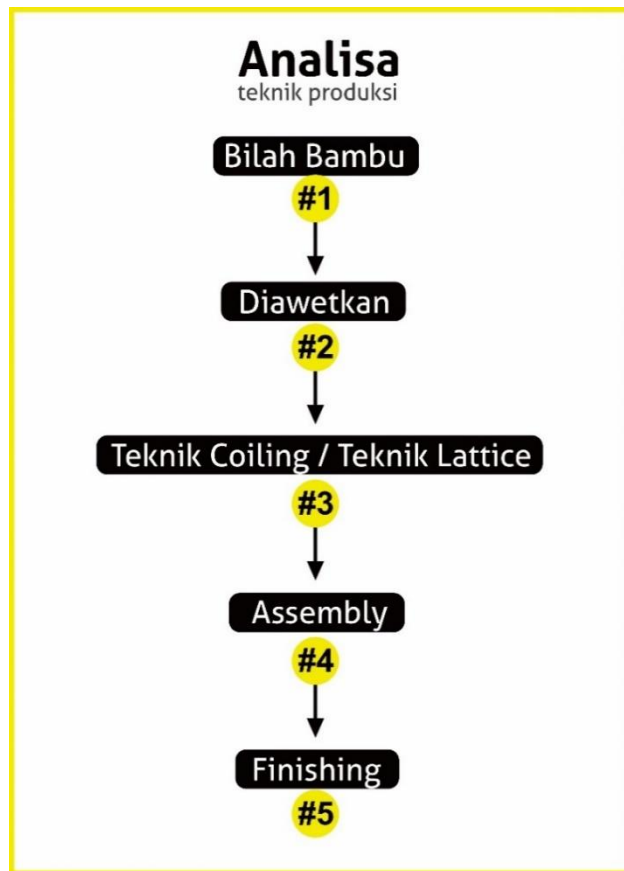 Analisa
teknik produksi
Bilah Bambu
#1
Diawetkan
#2
Teknik Coiling / Teknik Lattice
#3
Assembly
#4
Finishing
#5